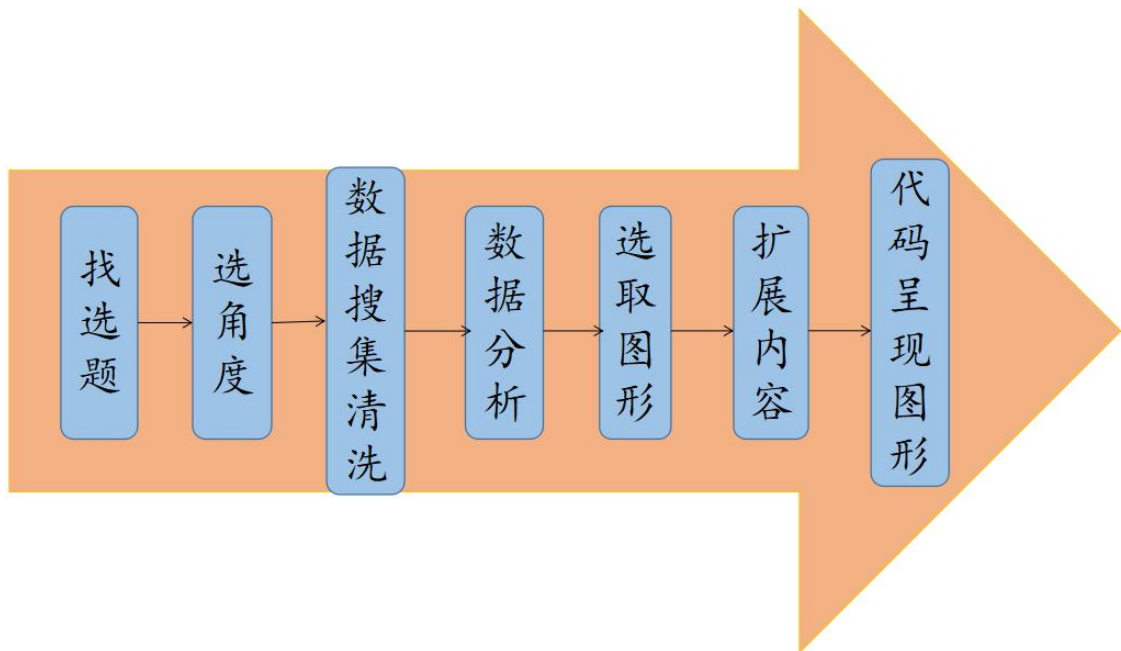 找选题
选角度
数据搜集清洗
数据分析
选取图形
扩展内容
代码呈现图形